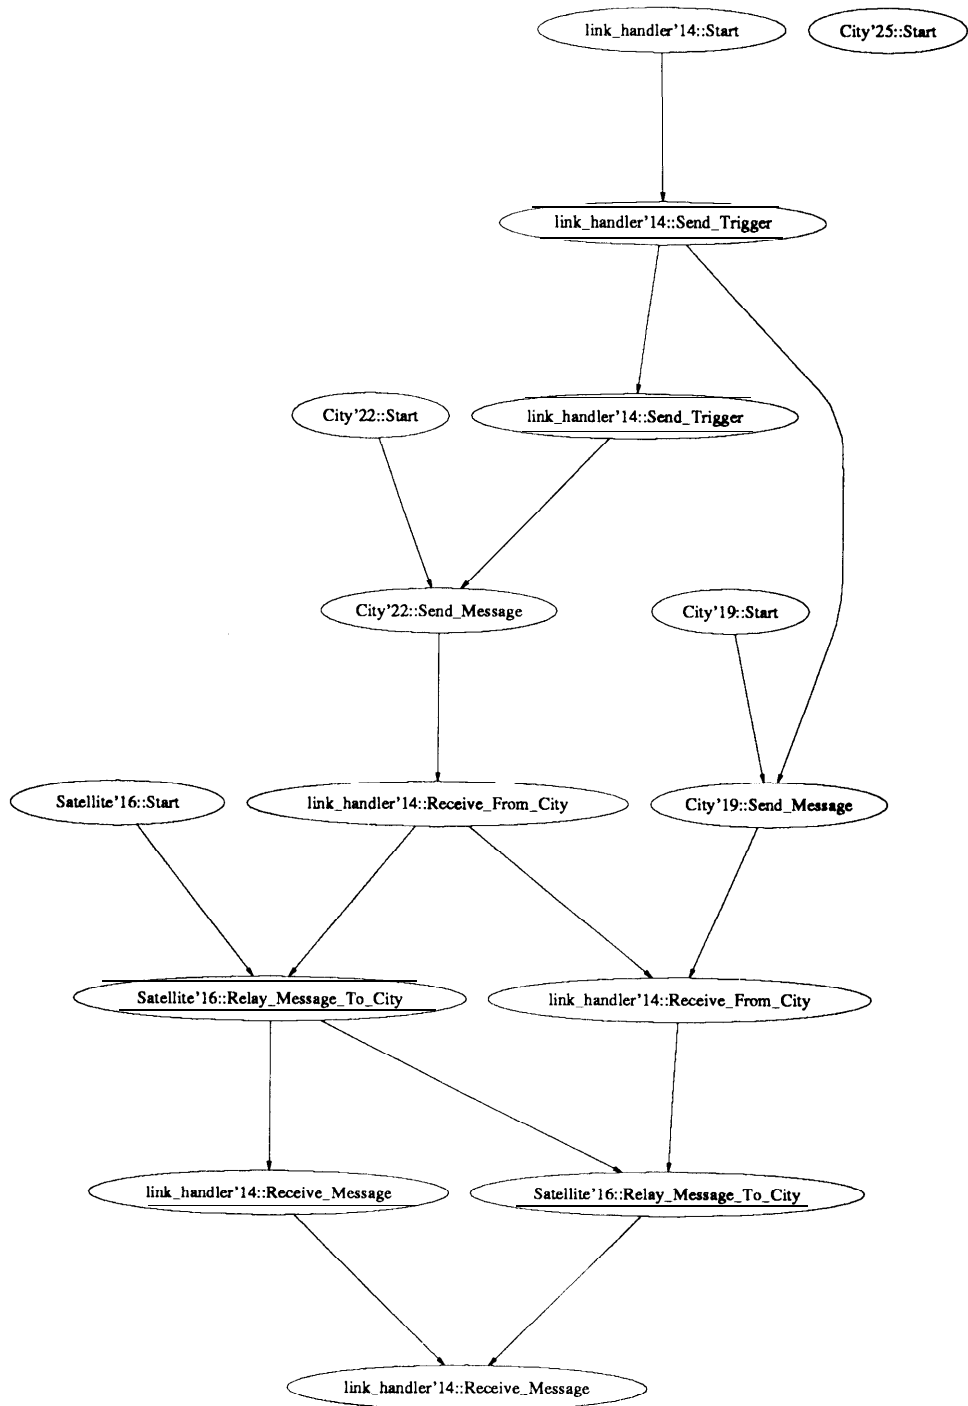 link_handler'14::Start
City'25::Start
link_handler'14::Send_Trigger
City'22::Start
link_handler'14::Send_Trigger
City'22::Send_Message
City'19::Start
Satellite'16::Start
link_handler'14::Receive_From_City
City'19::Send_Message
Satellite'16::Relay_Message_To_City
link_handler'14::Receive_From_City
link_handler'14::Receive_Message
Satellite'16::Relay_Message_To_City
link_handler'14::Receive_Message